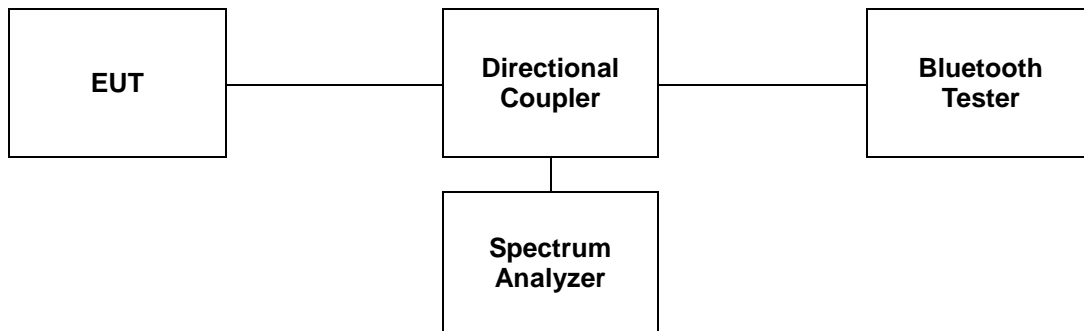 EUT
Directional
Coupler
Bluetooth
Tester
Spectrum
Analyzer